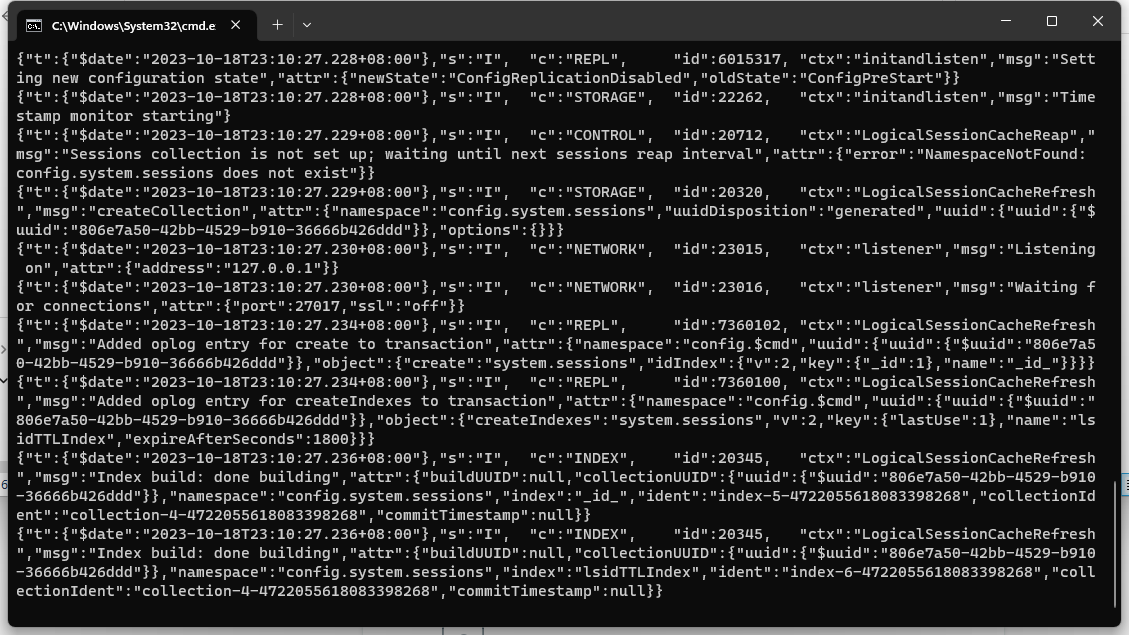 C:\Windows\System32\cmd.e
{"t":{"$date":"2023-10-18T23:10:27.228+08:00"},"s":"I",  "c":"REPL",     "id":6015317, "ctx":"initandlisten","msg":"Sett
ing new configuration state","attr":{"newState":"ConfigReplicationDisabled","oldState":"ConfigPreStart"}}
{"t":{"$date":"2023-10-18T23:10:27.228+08:00"},"s":"I",  "c":"STORAGE",  "id":22262,   "ctx":"initandlisten","msg":"Time
stamp monitor starting"}
{"t":{"$date":"2023-10-18T23:10:27.229+08:00"},"s":"I",  "c":"CONTROL",  "id":20712,   "ctx":"LogicalSessionCacheReap","
msg":"Sessions collection is not set up; waiting until next sessions reap interval","attr":{"error":"NamespaceNotFound:
config.system.sessions does not exist"}}
{"t":{"$date":"2023-10-18T23:10:27.229+08:00"},"s":"I",  "c":"STORAGE",  "id":20320,   "ctx":"LogicalSessionCacheRefresh
","msg":"createCollection","attr":{"namespace":"config.system.sessions","uuidDisposition":"generated","uuid":{"uuid":{"$
uuid":"806e7a50-42bb-4529-b910-36666b426ddd"}},"options":{}}}
{"t":{"$date":"2023-10-18T23:10:27.230+08:00"},"s":"I",  "c":"NETWORK",  "id":23015,   "ctx":"listener","msg":"Listening
 on","attr":{"address":"127.0.0.1"}}
{"t":{"$date":"2023-10-18T23:10:27.230+08:00"},"s":"I",  "c":"NETWORK",  "id":23016,   "ctx":"listener","msg":"Waiting f
or connections","attr":{"port":27017,"ssl":"off"}}
{"t":{"$date":"2023-10-18T23:10:27.234+08:00"},"s":"I",  "c":"REPL",     "id":7360102, "ctx":"LogicalSessionCacheRefresh
","msg":"Added oplog entry for create to transaction","attr":{"namespace":"config.$cmd","uuid":{"uuid":{"$uuid":"806e7a5
0-42bb-4529-b910-36666b426ddd"}},"object":{"create":"system.sessions","idIndex":{"v":2,"key":{"_id":1},"name":"_id_"}}}}
{"t":{"$date":"2023-10-18T23:10:27.234+08:00"},"s":"I",  "c":"REPL",     "id":7360100, "ctx":"LogicalSessionCacheRefresh
","msg":"Added oplog entry for createIndexes to transaction","attr":{"namespace":"config.$cmd","uuid":{"uuid":{"$uuid":"
806e7a50-42bb-4529-b910-36666b426ddd"}},"object":{"createIndexes":"system.sessions","v":2,"key":{"lastUse":1},"name":"ls
idTTLIndex","expireAfterSeconds":1800}}}
{"t":{"$date":"2023-10-18T23:10:27.236+08:00"},"s":"I",  "c":"INDEX",    "id":20345,   "ctx":"LogicalSessionCacheRefresh
","msg":"Index build: done building","attr":{"buildUUID":null,"collectionUUID":{"uuid":{"$uuid":"806e7a50-42bb-4529-b910
-36666b426ddd"}},"namespace":"config.system.sessions","index":"_id_","ident":"index-5-4722055618083398268","collectionId
ent":"collection-4-4722055618083398268","commitTimestamp":null}}
{"t":{"$date":"2023-10-18T23:10:27.236+08:00"},"s":"I",  "c":"INDEX",    "id":20345,   "ctx":"LogicalSessionCacheRefresh
","msg":"Index build: done building","attr":{"buildUUID":null,"collectionUUID":{"uuid":{"$uuid":"806e7a50-42bb-4529-b910
-36666b426ddd"}},"namespace":"config.system.sessions","index":"lsidTTLIndex","ident":"index-6-4722055618083398268","coll
ectionIdent":"collection-4-4722055618083398268","commitTimestamp":null}}